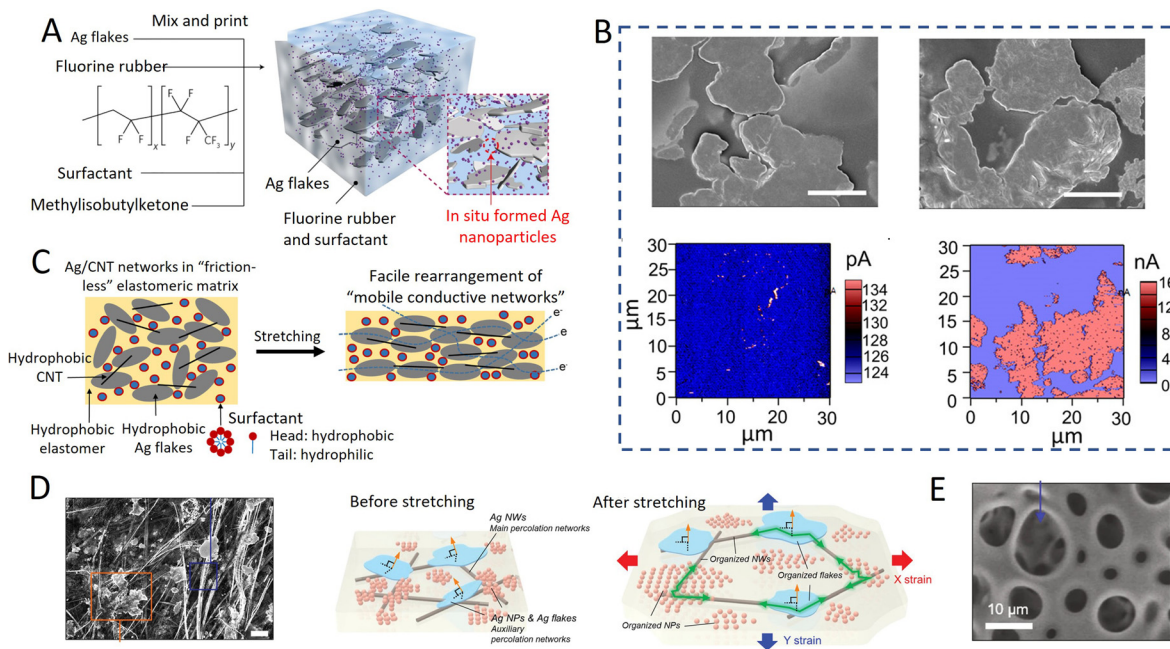 A
Mix and print
Ag flakes
Fluorine rubber
F
F
F
F
F
CF3
x
y
Surfactant
Methylisobutylketone
Ag flakes
Fluorine rubber
and surfactant
In situ formed Ag
nanoparticles
B
30
25
20
15
10
5
0
μm
0
10
20
30
μm
pA
134
132
130
128
126
124
30
25
20
15
10
5
0
0
10
20
30
μm
nA
16
12
8
4
0
C
Ag/CNT networks in “friction-
less” elastomeric matrix
Hydrophobic
CNT
Hydrophobic
elastomer
Hydrophobic
Ag flakes
Stretching
Surfactant
Head: hydrophobic
Tail: hydrophilic
Facile rearrangement of
“mobile conductive networks”
e-
e
e-
D
Before stretching
Ag NWs
Main percolation networks
Ag NPs & Ag flakes
Auxiliary
percolation networks
After stretching
Organized NWs
Organized flakes
Organized NPs
X strain
Y strain
E
10 μm